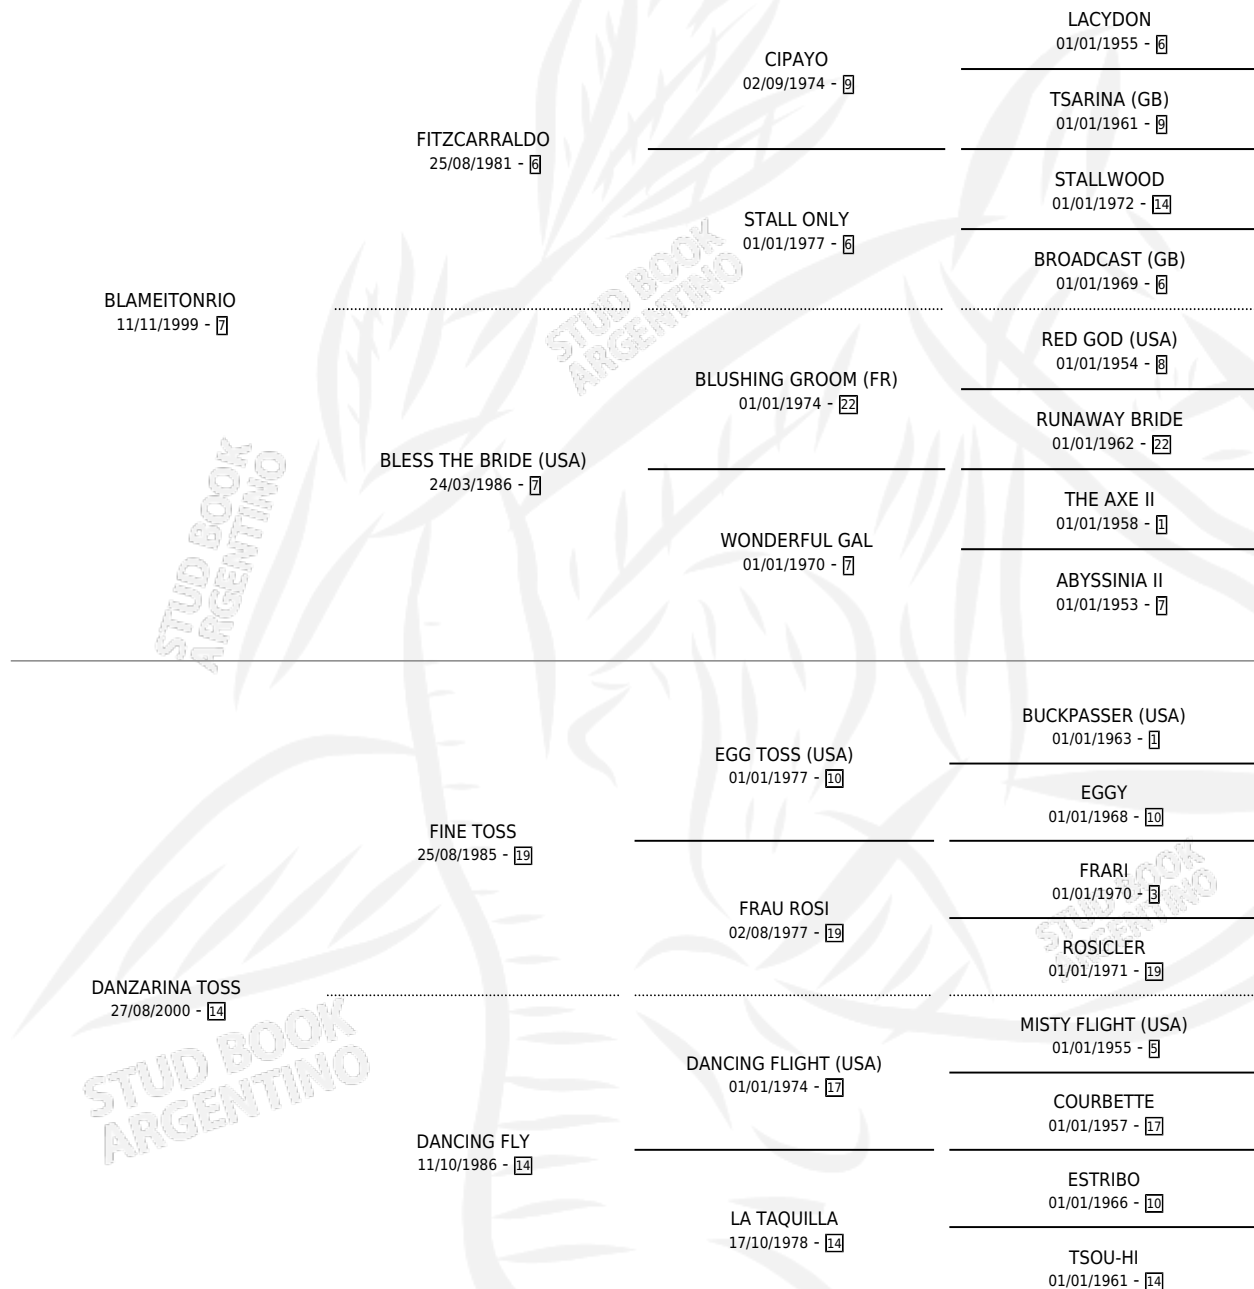 LACYDON
01/01/1955 - 6
CIPAYO
02/09/1974 - 9
TSARINA (GB)
01/01/1961 - 9
FITZCARRALDO
25/08/1981 - 6
STALLWOOD
01/01/1972 - 14
STALL ONLY
01/01/1977 - 6
BROADCAST (GB)
01/01/1969 - 6
BLAMEITONRIO
11/11/1999 - 7
RED GOD (USA)
01/01/1954 - 8
BLUSHING GROOM (FR)
01/01/1974 - 22
RUNAWAY BRIDE
01/01/1962 - 22
BLESS THE BRIDE (USA)
24/03/1986 - 7
THE AXE II
01/01/1958 - 1
WONDERFUL GAL
01/01/1970 - 7
ABYSSINIA II
01/01/1953 - 7
BUCKPASSER (USA)
01/01/1963 - 1
EGG TOSS (USA)
01/01/1977 - 10
EGGY
01/01/1968 - 10
FINE TOSS
25/08/1985 - 19
FRARI
01/01/1970 - 3
FRAU ROSI
02/08/1977 - 19
ROSICLER
01/01/1971 - 19
DANZARINA TOSS
27/08/2000 - 14
MISTY FLIGHT (USA)
01/01/1955 - 5
DANCING FLIGHT (USA)
01/01/1974 - 17
COURBETTE
01/01/1957 - 17
DANCING FLY
11/10/1986 - 14
ESTRIBO
01/01/1966 - 10
LA TAQUILLA
17/10/1978 - 14
TSOU-HI
01/01/1961 - 14
STUD BOOK
ARGENTINO
STUD BOOK
ARGENTINO
STUD BOOK
ARGENTINO
STUD BOOK
ARGENTINO